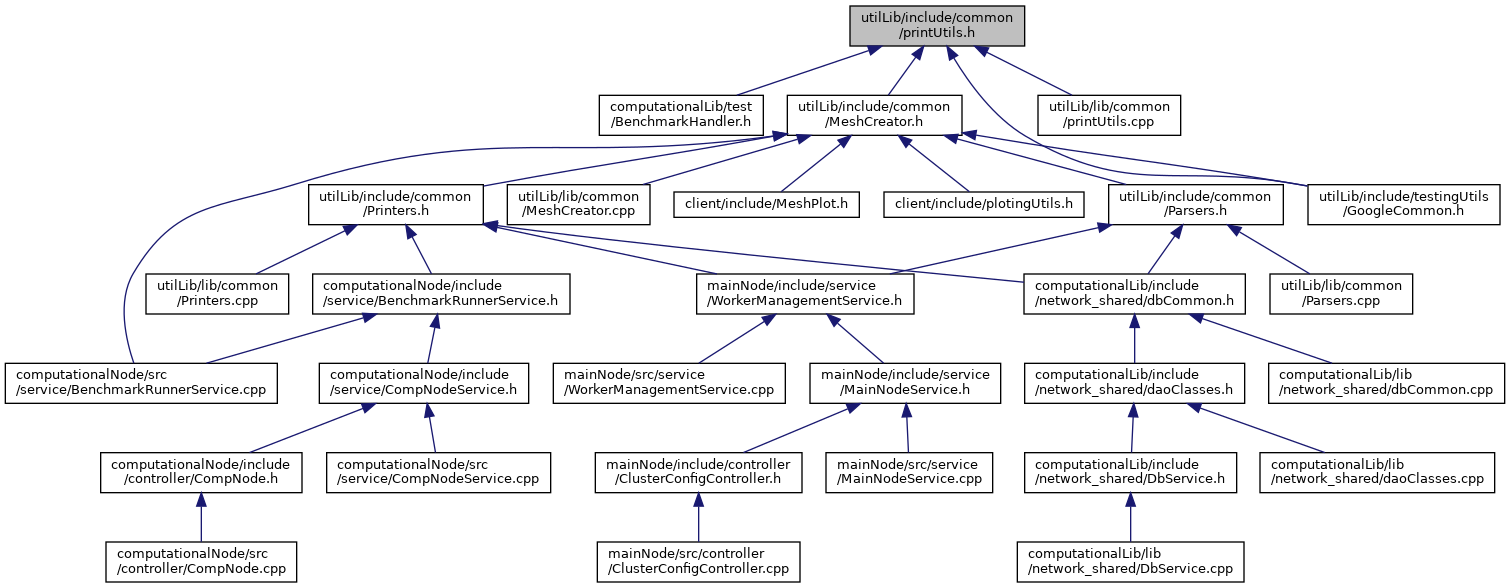 utilLib/include/common
/printUtils.h
computationalLib/test
/BenchmarkHandler.h
utilLib/include/common
/MeshCreator.h
utilLib/lib/common
/printUtils.cpp
utilLib/include/common
/Printers.h
utilLib/lib/common
/MeshCreator.cpp
client/include/MeshPlot.h
client/include/plotingUtils.h
utilLib/include/common
/Parsers.h
utilLib/include/testingUtils
/GoogleCommon.h
utilLib/lib/common
/Printers.cpp
computationalNode/include
/service/BenchmarkRunnerService.h
mainNode/include/service
/WorkerManagementService.h
computationalLib/include
/network_shared/dbCommon.h
utilLib/lib/common
/Parsers.cpp
computationalNode/src
/service/BenchmarkRunnerService.cpp
computationalNode/include
/service/CompNodeService.h
mainNode/src/service
/WorkerManagementService.cpp
mainNode/include/service
/MainNodeService.h
computationalLib/include
/network_shared/daoClasses.h
computationalLib/lib
/network_shared/dbCommon.cpp
computationalNode/include
/controller/CompNode.h
computationalNode/src
/service/CompNodeService.cpp
mainNode/include/controller
/ClusterConfigController.h
mainNode/src/service
/MainNodeService.cpp
computationalLib/include
/network_shared/DbService.h
computationalLib/lib
/network_shared/daoClasses.cpp
computationalNode/src
/controller/CompNode.cpp
mainNode/src/controller
/ClusterConfigController.cpp
computationalLib/lib
/network_shared/DbService.cpp